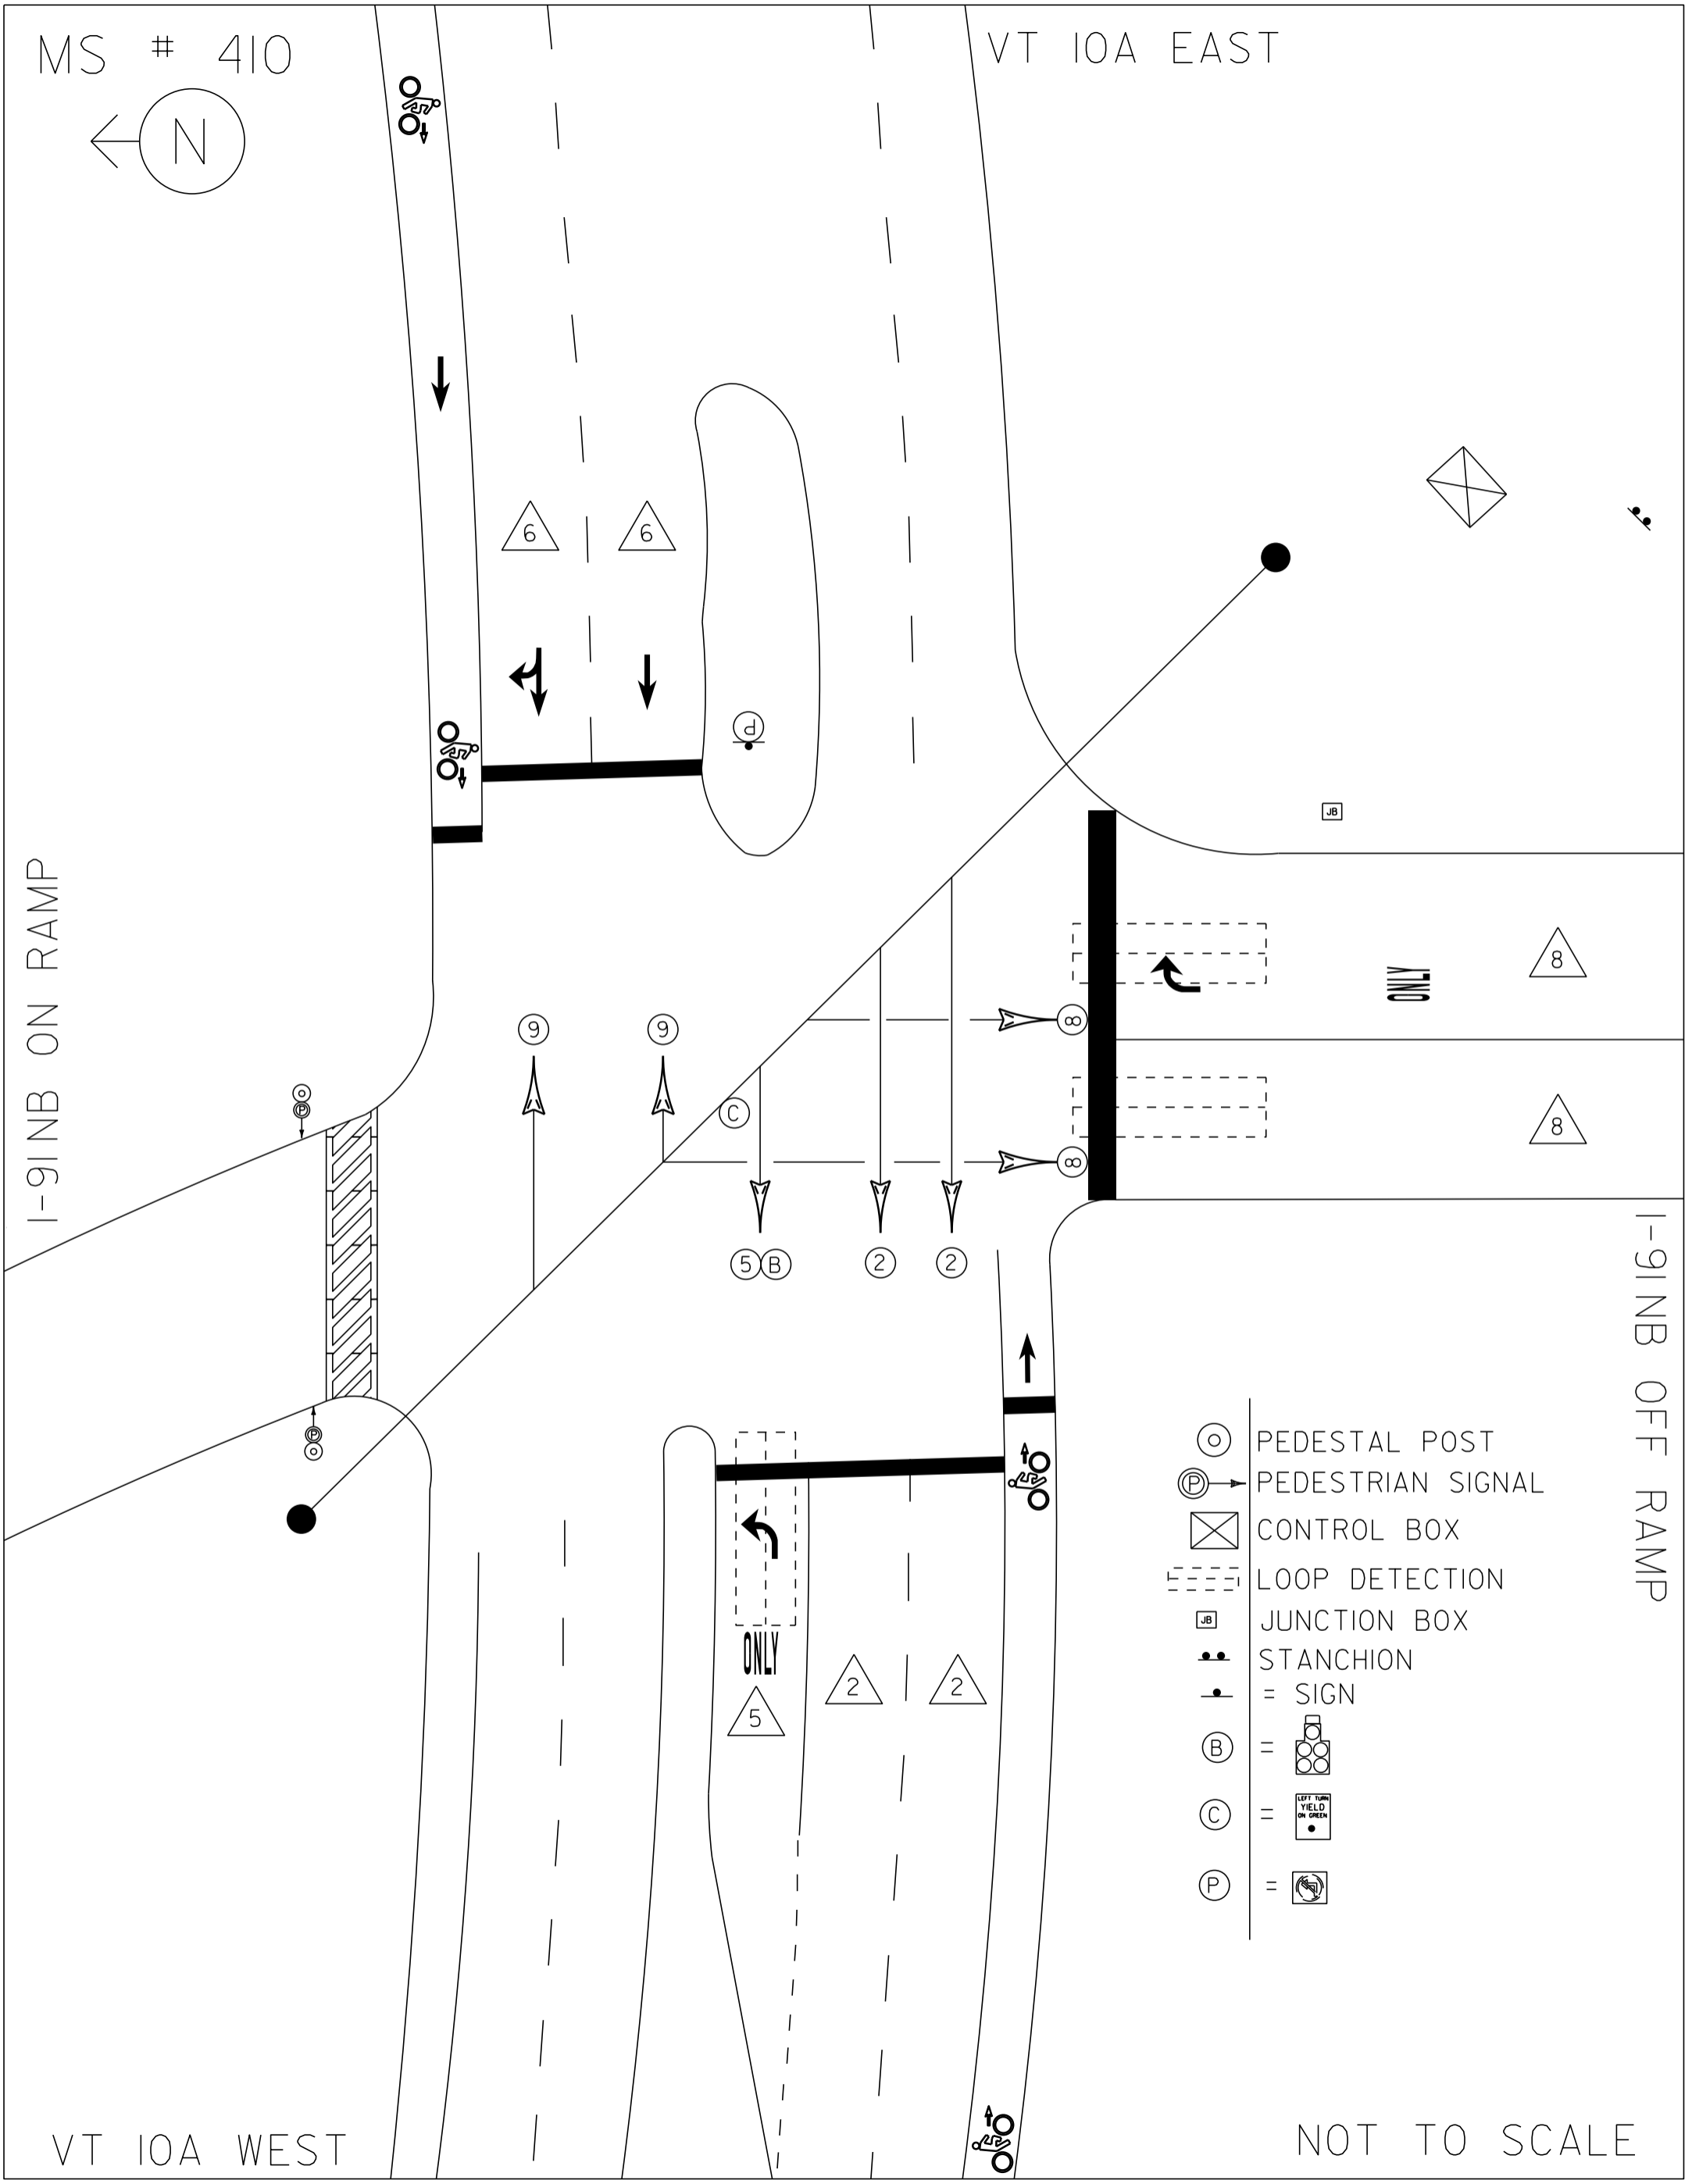 MS # 410
VT 10A EAST
N
6
6
P
JB
I-91NB ON RAMP
8
ONLY
8
9
9
8
P
C
8
8
5 B
2
2
I-91NB OFF RAMP
P
PEDESTAL POST
P
PEDESTRIAN SIGNAL
CONTROL BOX
LOOP DETECTION
JB
JUNCTION BOX
STANCHION
= SIGN
B =
C =
LEFT TURN
YIELD
ON GREEN
P =
ONLY
5
2
2
VT 10A WEST
NOT TO SCALE